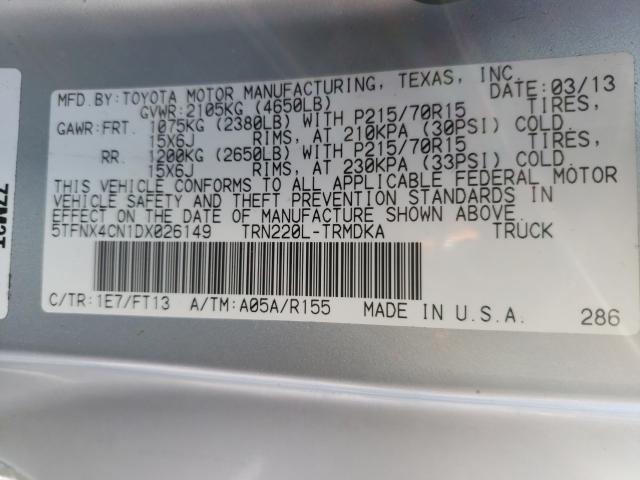 MFD.BY:TOYOTA MOTOR MANUFACTURING, TEXAS, INC. DATE:03/13
GVWR:2105KG (4650LB)
GAWR:FRT. 1075KG (2380LB) WITH P215/70R15 TIRES,
15X6J RIMS, AT 210KPA (30PSI) COLD.
RR. 1200KG (2650LB) WITH P215/70R15 TIRES,
15X6J RIMS, AT 230KPA (33PSI) COLD.
THIS VEHICLE CONFORMS TO ALL APPLICABLE FEDERAL MOTOR
VEHICLE SAFETY AND THEFT PREVENTION STANDARDS IN
EFFECT ON THE DATE OF MANUFACTURE SHOWN ABOVE.
5TFNX4CN1DX026149 TRN220L-TRMDKA TRUCK
C/TR:1E7/FT13 A/TM:A05A/R155 MADE IN U.S.A. 286